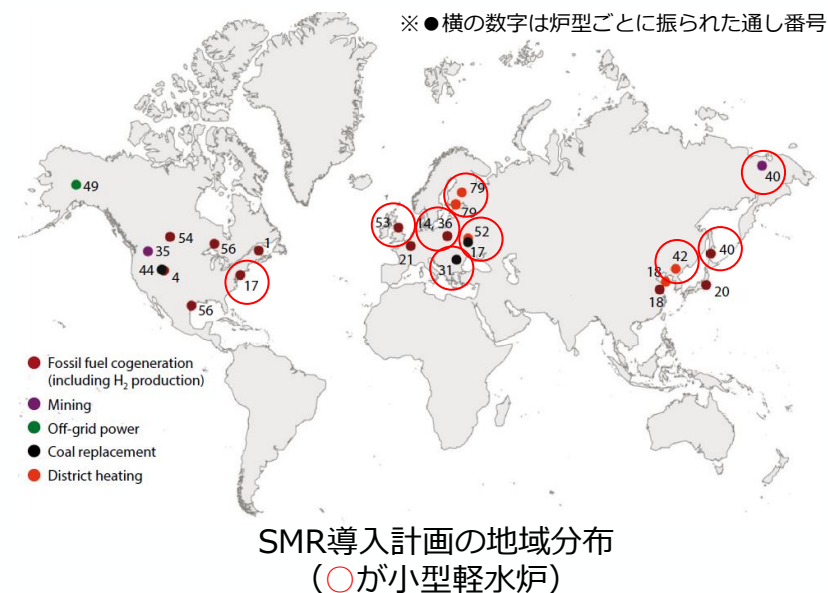 ※●横の数字は炉型ごとに振られた通し番号
49
54
35
44
4
56
1
17
56
53
21
14, 36
79
79
52
17
31
40
40
42
18
18
20
Fossil fuel cogeneration
(including H₂ production)
Mining
Off-grid power
Coal replacement
District heating
SMR導入計画の地域分布
(○が小型軽水炉)